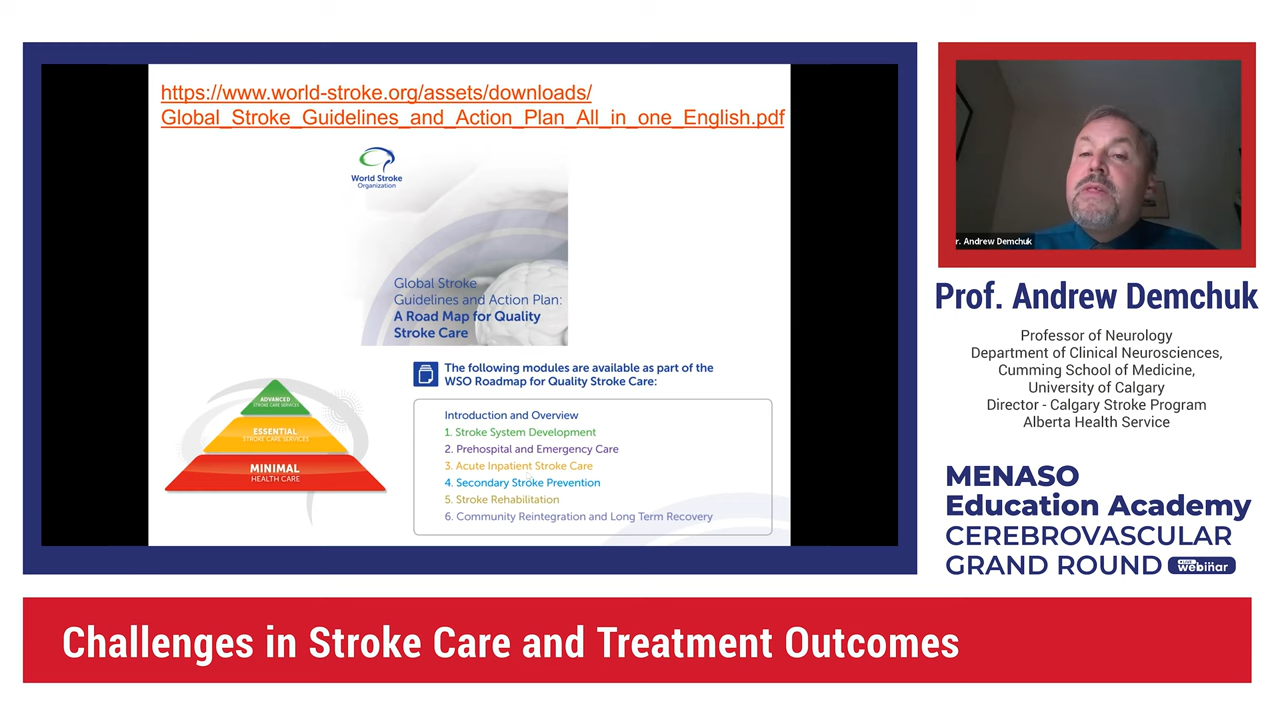 https://www.world-stroke.org/assets/downloads/
Global_Stroke_Guidelines_and_Action_Plan_All_in_one_English.pdf
World Stroke
Organization
Global Stroke
Guidelines and Action Plan:
A Road Map for Quality
Stroke Care
The following modules are available as part of the
WSO Roadmap for Quality Stroke Care:
ADVANCED
STROKE CARE SERVICES
ESSENTIAL
STROKE CARE SERVICES
MINIMAL
HEALTH CARE
Introduction and Overview
1. Stroke System Development
2. Prehospital and Emergency Care
3. Acute Inpatient Stroke Care
4. Secondary Stroke Prevention
5. Stroke Rehabilitation
6. Community Reintegration and Long Term Recovery
r. Andrew Demchuk
Prof. Andrew Demchuk
Professor of Neurology
Department of Clinical Neurosciences,
Cumming School of Medicine,
University of Calgary
Director - Calgary Stroke Program
Alberta Health Service
MENASO
Education Academy
CEREBROVASCULAR
GRAND ROUND
webinar
Challenges in Stroke Care and Treatment Outcomes